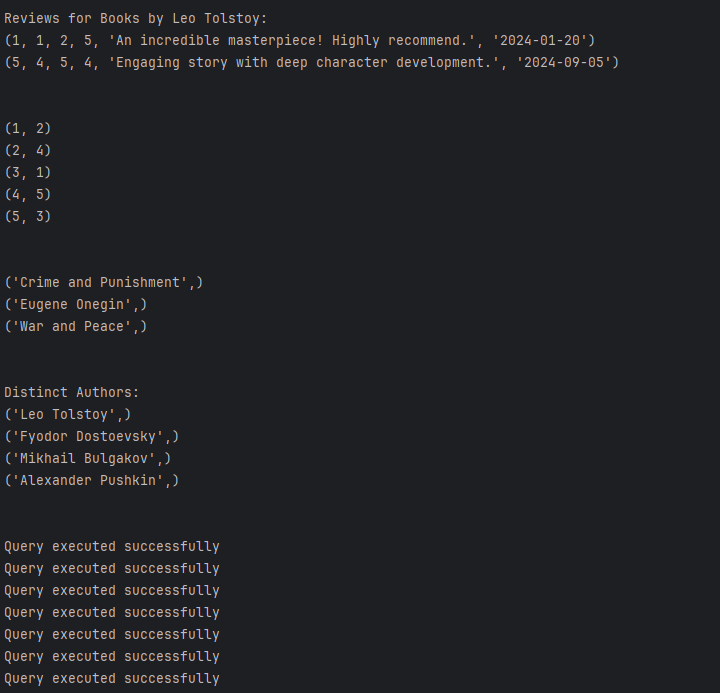 Reviews for Books by Leo Tolstoy:
(1, 1, 2, 5, 'An incredible masterpiece! Highly recommend.', '2024-01-20')
(5, 4, 5, 4, 'Engaging story with deep character development.', '2024-09-05')
(1, 2)
(2, 4)
(3, 1)
(4, 5)
(5, 3)
('Crime and Punishment',)
('Eugene Onegin',)
('War and Peace',)
Distinct Authors:
('Leo Tolstoy',)
('Fyodor Dostoevsky',)
('Mikhail Bulgakov',)
('Alexander Pushkin',)
Query executed successfully
Query executed successfully
Query executed successfully
Query executed successfully
Query executed successfully
Query executed successfully
Query executed successfully